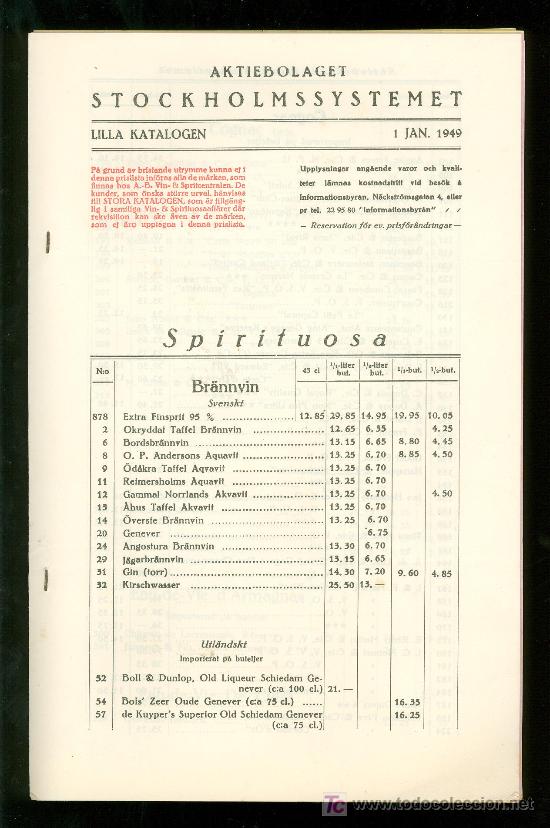 AKTIEBOLAGET
STOCKHOLMSSYSTEMET
LILLA KATALOGEN 1 JAN. 1949
På grund av bristande utrymme kunna ej i
denna prislista införas alla de märken, som
finnas hos A.-B. Vin- & Spritcentralen. De
kunder, som önska större urval, hänvisas
till STORA KATALOGEN, som är tillgäng-
lig i samtliga Vin- & Spirituosaaffärer där
rekvisition kan ske även av de märken,
som ej äro upptagna i denna prislista.
Upplysningar angående varor och kvali-
teter lämnas kostnadsfritt vid besök å
Informationsbyrån, Näckströmsgatan 4, eller
pr tel. 22 95 80 "Informationsbyrån"
— Reservation för ev. prisförändringar —
Spirituosa
N:o 45 cl 1/1-liter but. 1/2-liter but. 1/1-but. 1/2-but.
Brännvin
Svenskt
878 Extra Finsprit 95 % 12.85 29.85 14.95 19.95 10.05
2 Okryddat Taffel Brännvin 12.65 6.35 4.25
6 Bordsbrännvin 13.15 6.65 8.80 4.45
8 O. P. Andersons Aquavit 13.25 6.70 8.85 4.50
9 Ödåkra Taffel Aqvavit 13.25 6.70
11 Reimersholms Aquavit 13.25 6.70
12 Gammal Norrlands Akvavit 13.25 6.70 4.50
13 Åhus Taffel Akvavit 13.25 6.70
14 Överste Brännvin 13.25 6.70
20 Genever 6.75
24 Angostura Brännvin 13.30 6.70
29 Jägarbrännvin 13.15 6.65
31 Gin (torr) 14.30 7.20 9.60 4.85
32 Kirschwasser 25.50 13.—
Utländskt
Importerat på buteljer
52 Boll & Dunlop, Old Liqueur Schiedam Ge-
never (c:a 100 cl.) 21.—
54 Bols' Zeer Oude Genever (c:a 75 cl.) 16.35
57 de Kuyper's Superior Old Schiedam Genever 16.25
(c:a 75 cl.)
TC
todocoleccion
www.todocoleccion.net